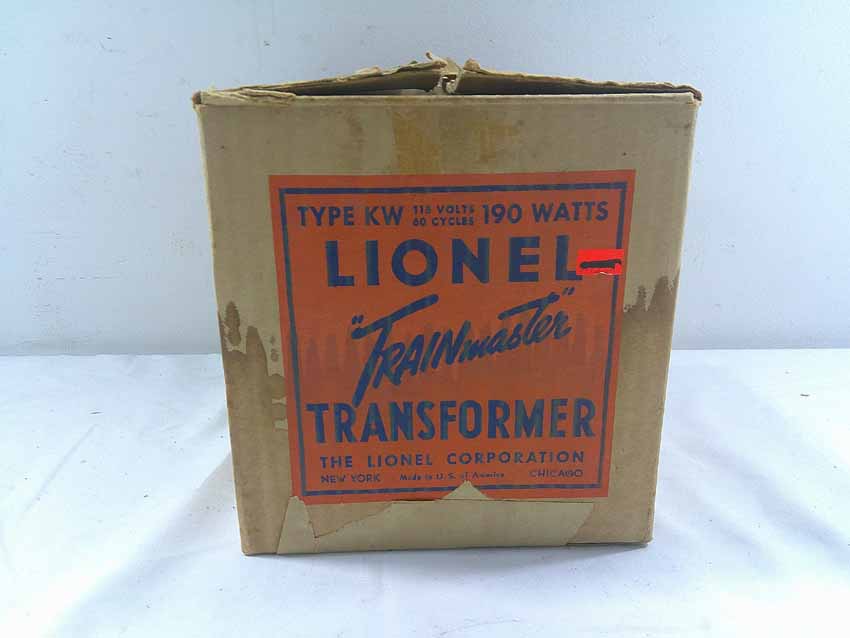 TYPE KW 115 VOLTS 60 CYCLES 190 WATTS
LIONEL
"TRAINmaster"
TRANSFORMER
THE LIONEL CORPORATION
NEW YORK Made in U. S. of America CHICAGO